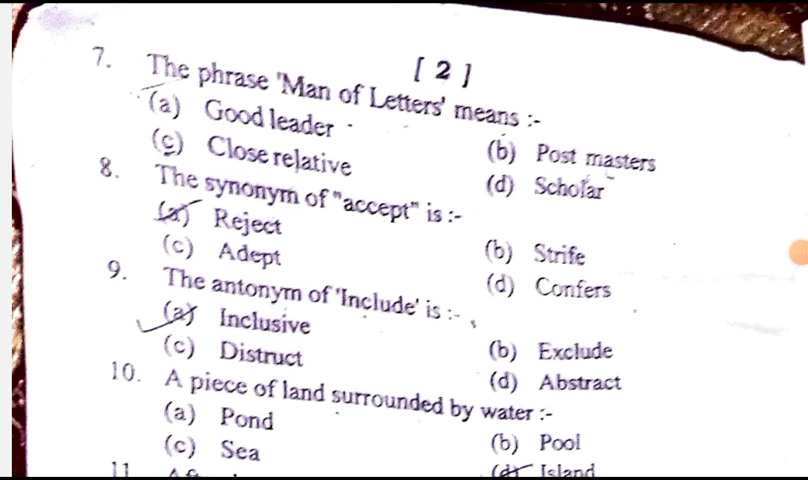 [ 2 ]
7. The phrase 'Man of Letters' means :-
(a) Good leader (b) Post masters
(c) Close relative (d) Scholar
8. The synonym of "accept" is :-
(a) Reject (b) Strife
(c) Adept (d) Confers
9. The antonym of 'Include' is :-
(a) Inclusive (b) Exclude
(c) Distruct (d) Abstract
10. A piece of land surrounded by water :-
(a) Pond (b) Pool
(c) Sea (d) Island
11